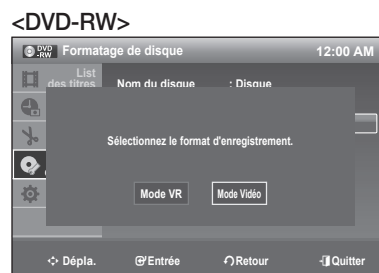 <DVD-RW>
DVD -RW Formatage de disque 12:00 AM
List
des titres Nom du disque : Disque
Sélectionnez le format d'enregistrement.
Mode VR Mode Vidéo
Dépla. Entrée Retour Quitter